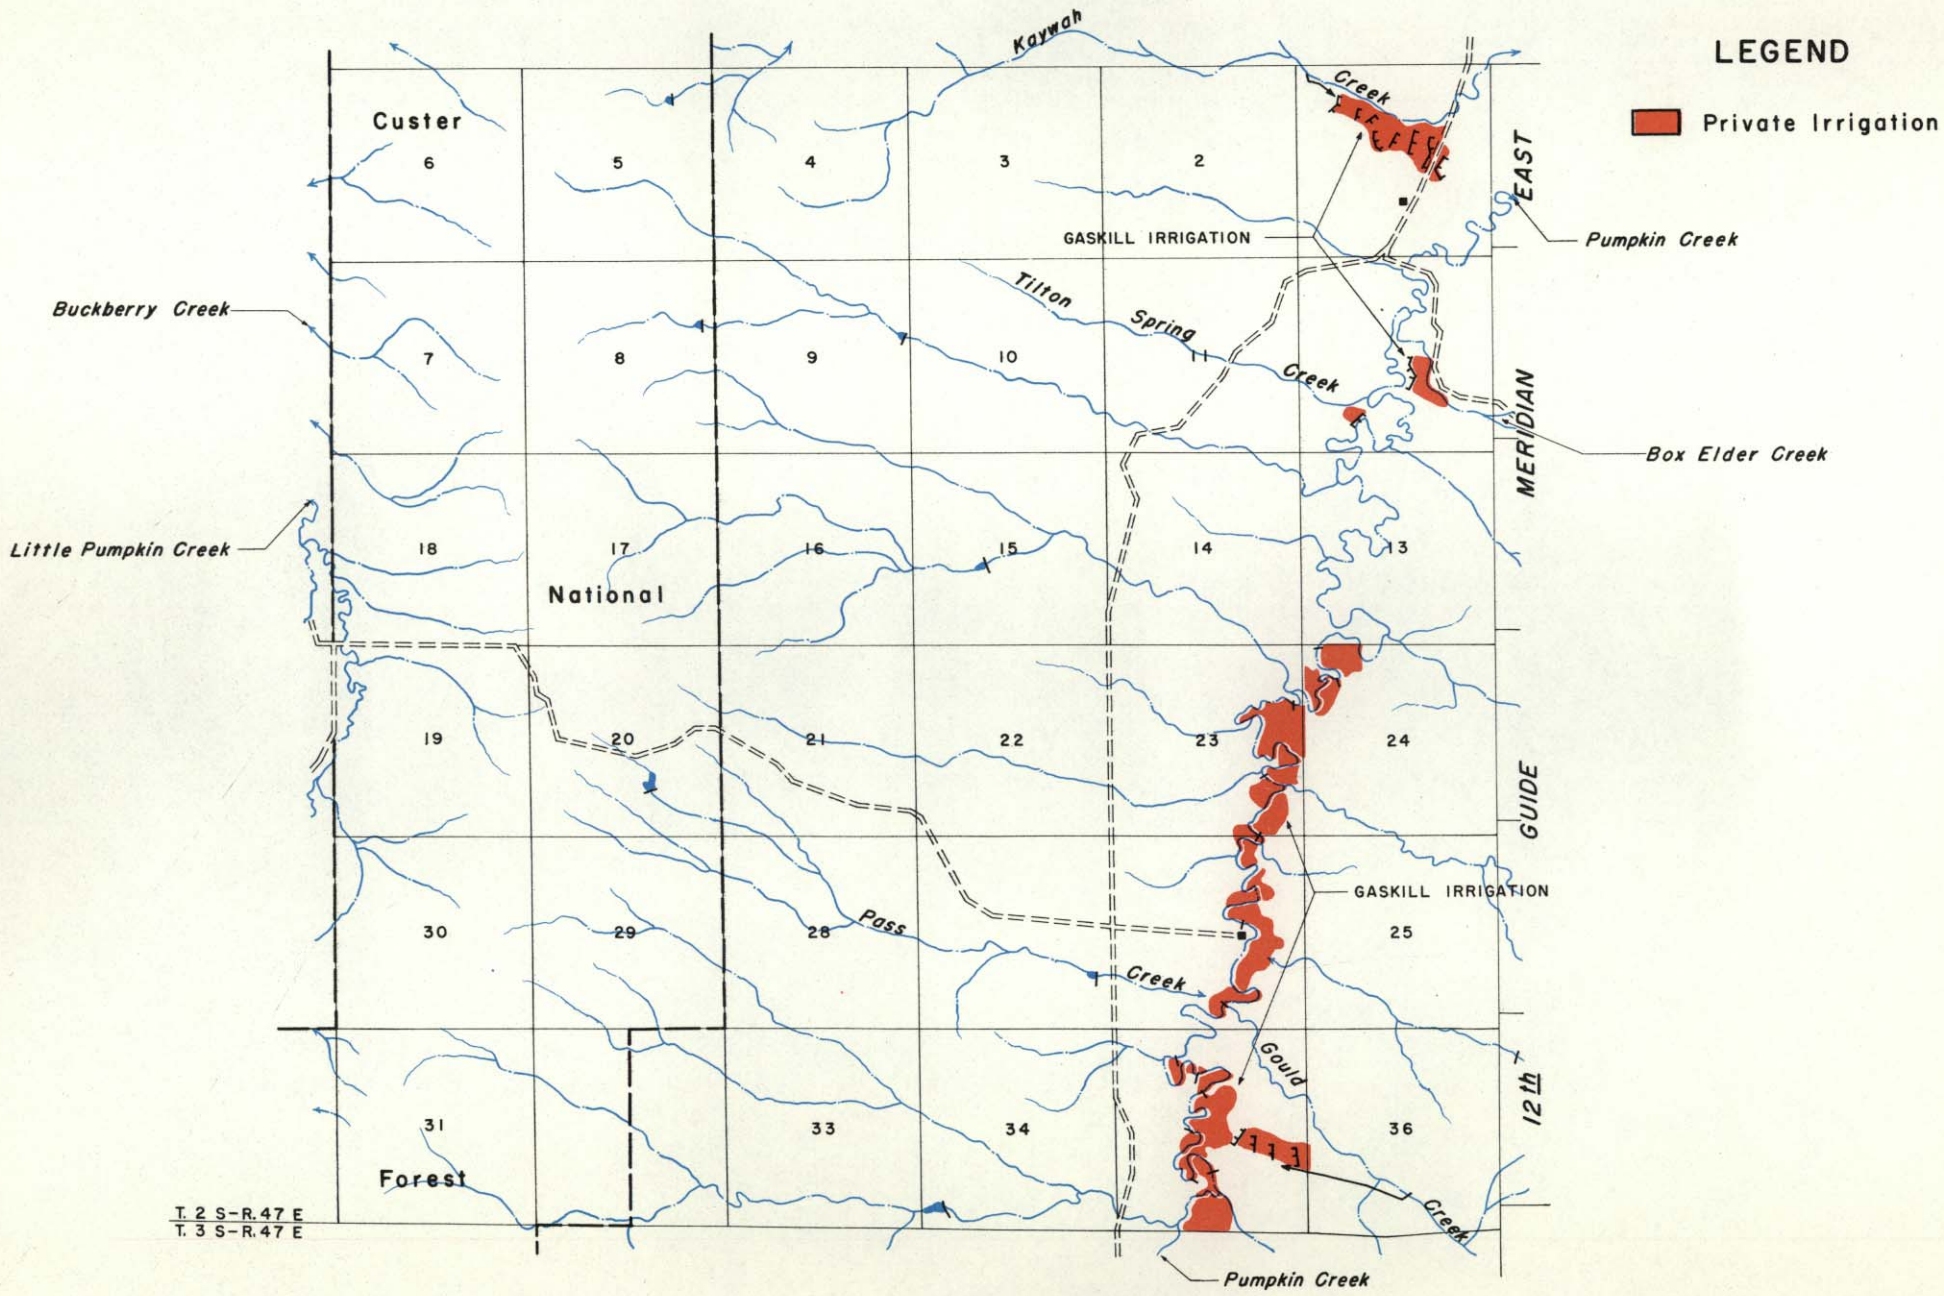 LEGEND
Private Irrigation
Kaywah
Creek
Custer
6
5
4
3
2
EAST
GASKILL IRRIGATION
Pumpkin Creek
Buckberry Creek
Tilton
Spring
Creek
7
8
9
10
11
MERIDIAN
Box Elder Creek
Little Pumpkin Creek
18
17
16
15
14
13
National
19
20
21
22
23
24
GUIDE
GASKILL IRRIGATION
30
29
28
Pass
Creek
25
Gould
Creek
12th
31
33
34
36
Forest
T. 2 S-R. 47 E
T. 3 S-R. 47 E
Pumpkin Creek